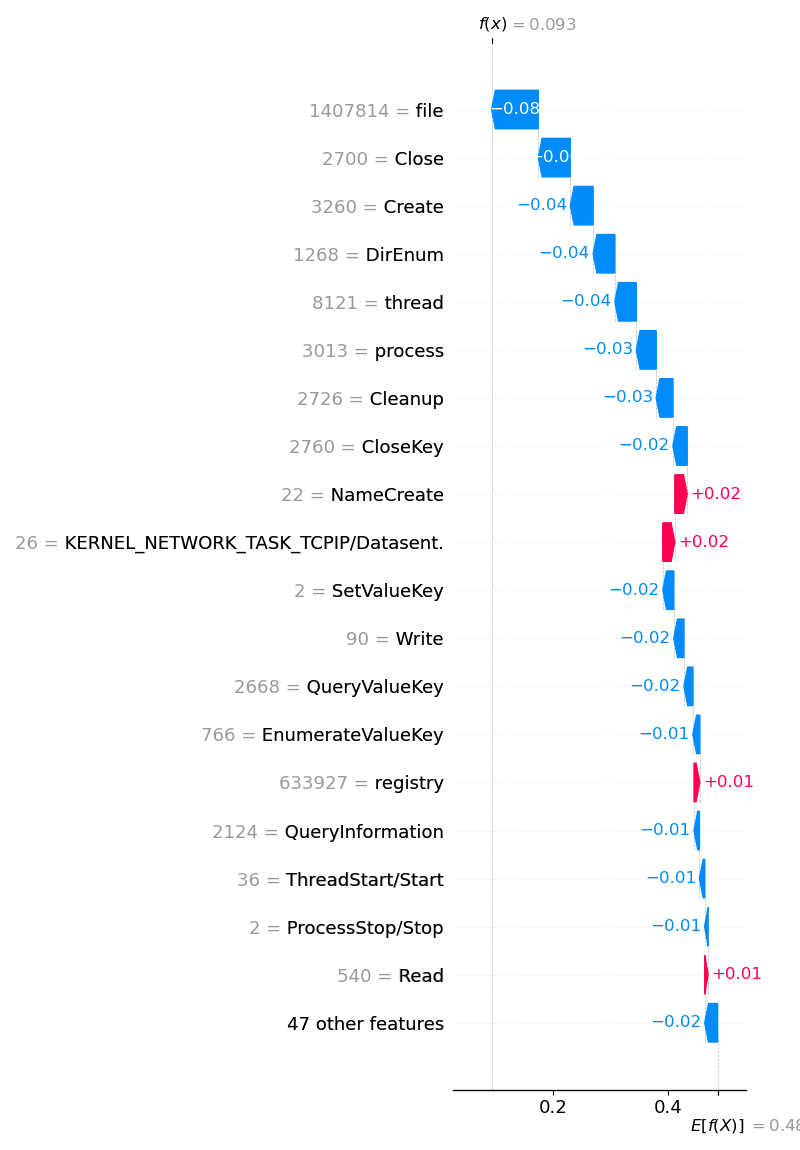 f(x) = 0.093
1407814 = file
−0.08
2700 = Close
−0.0
3260 = Create
−0.04
1268 = DirEnum
−0.04
8121 = thread
−0.04
3013 = process
−0.03
2726 = Cleanup
−0.03
2760 = CloseKey
−0.02
22 = NameCreate
+0.02
26 = KERNEL_NETWORK_TASK_TCPIP/Datasent.
+0.02
2 = SetValueKey
−0.02
90 = Write
−0.02
2668 = QueryValueKey
−0.02
766 = EnumerateValueKey
−0.01
633927 = registry
+0.01
2124 = QueryInformation
−0.01
36 = ThreadStart/Start
−0.01
2 = ProcessStop/Stop
−0.01
540 = Read
+0.01
47 other features
−0.02
0.2 0.4
E[f(X)] = 0.48